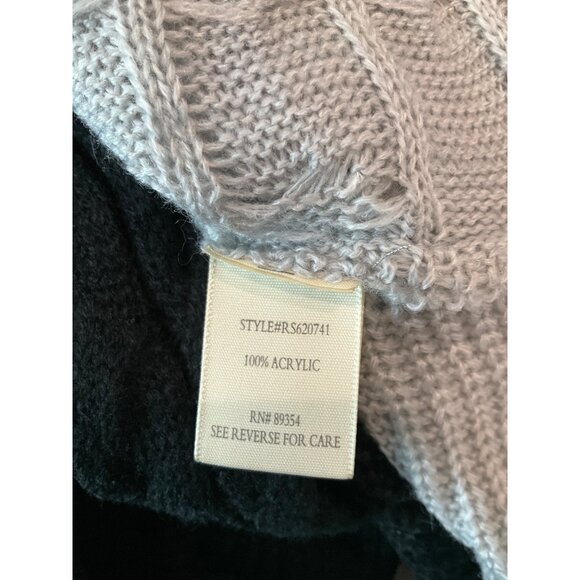 STYLE#RS620741
100% ACRYLIC
RN# 89354
SEE REVERSE FOR CARE